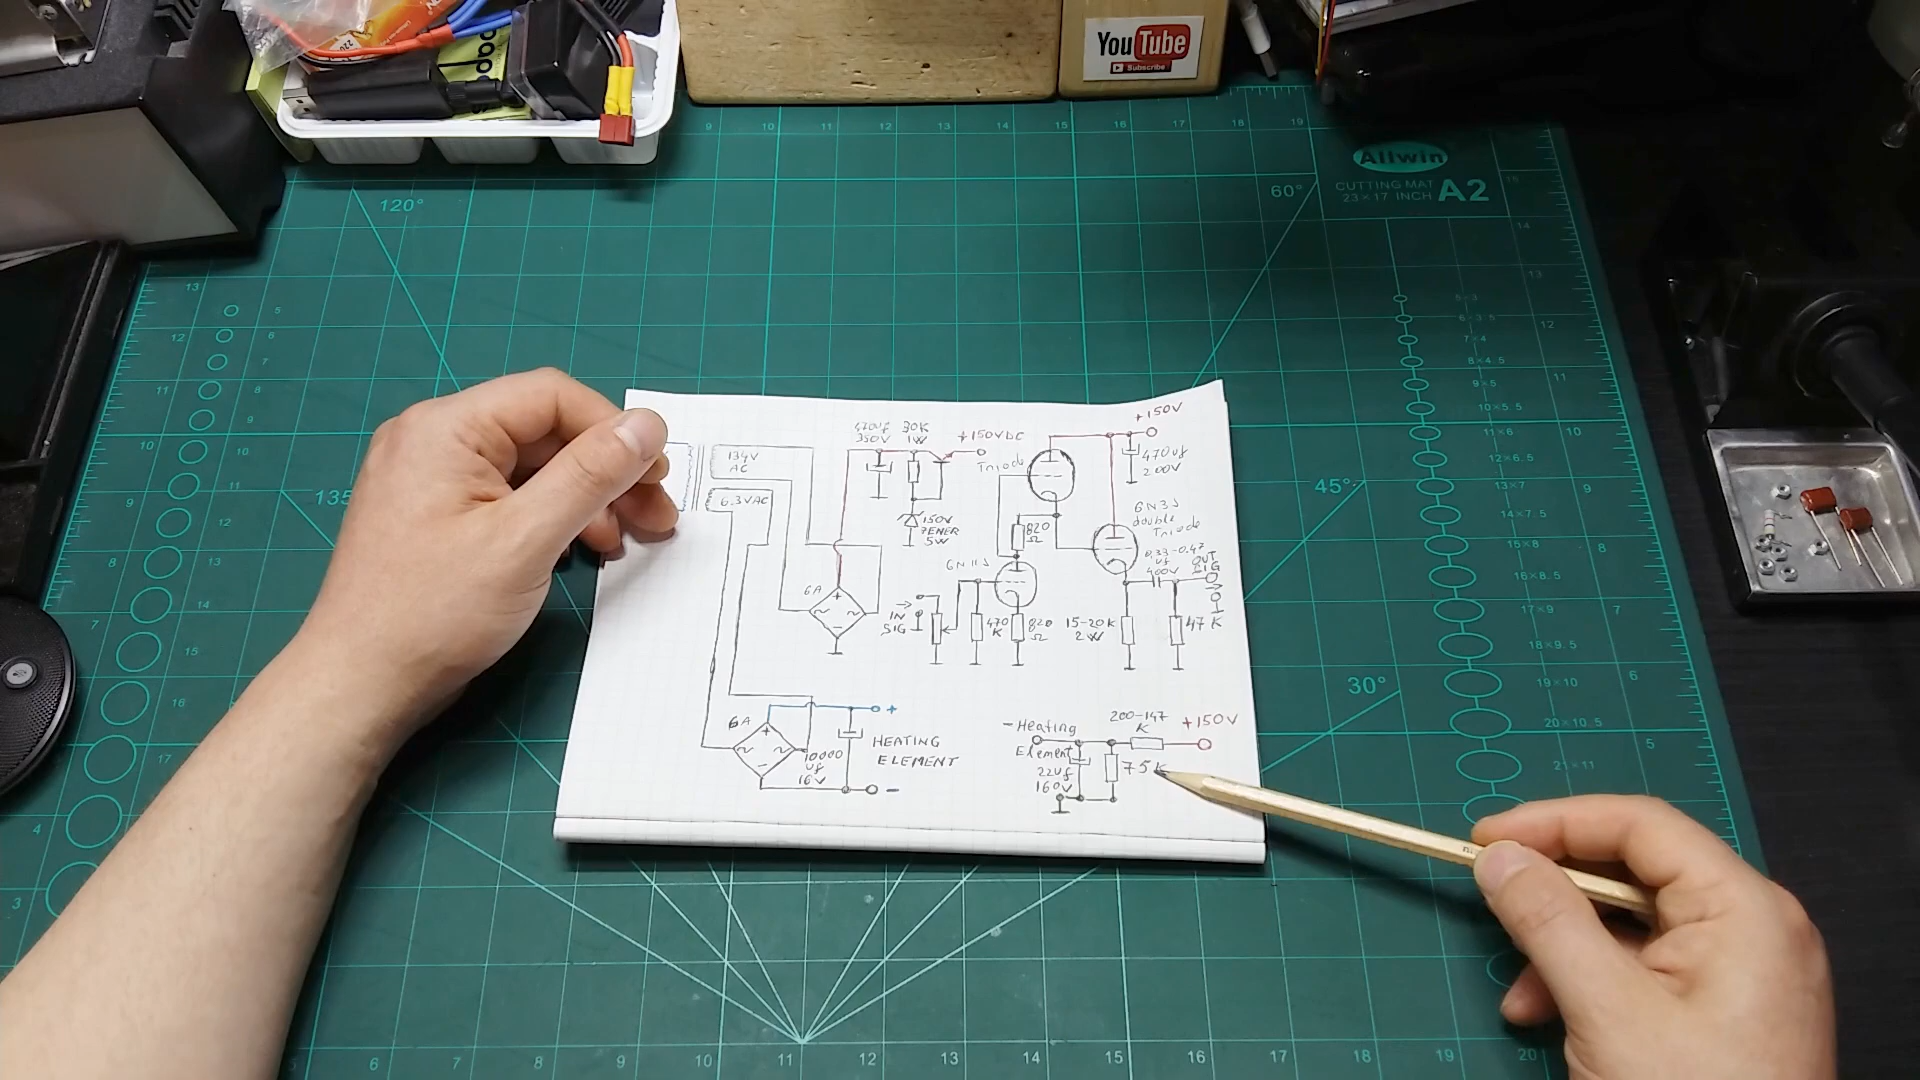 YouTube
Subscribe
Allwin
CUTTING MAT
23×17 INCH
A2
120°
60°
135
45°
30°
134V
AC
6.3VAC
470uf
350V
30K
1W
+150VDC
150V
ZENER
5W
6A
Triode
+150V
470uf
200V
6N3J
double
Triode
820
Ω
0,33-0.47
uf
400V
OUT
SIG
6N11J
IN
SIG
470
K
820
Ω
15-20K
2W
47K
6A
+
10000
uf
16V
HEATING
ELEMENT
-
-Heating
Element
200-147
K
+150V
22uf
160V
75K